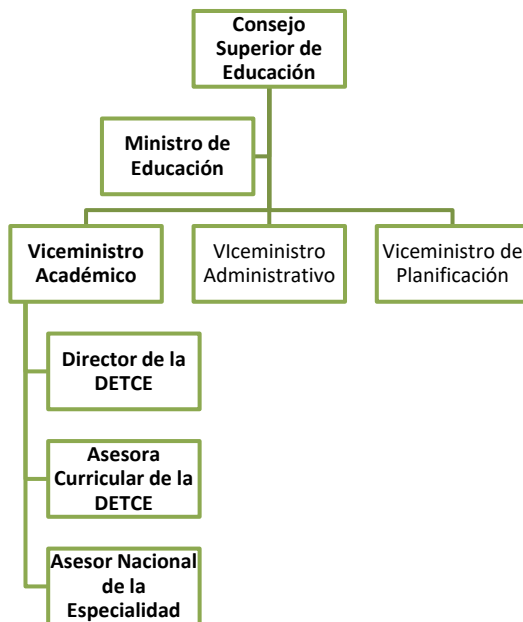 Consejo
Superior de
Educación
Ministro de
Educación
Viceministro
Académico
VIceministro
Administrativo
Viceministro de
Planificación
Director de la
DETCE
Asesora
Curricular de la
DETCE
Asesor Nacional
de la
Especialidad